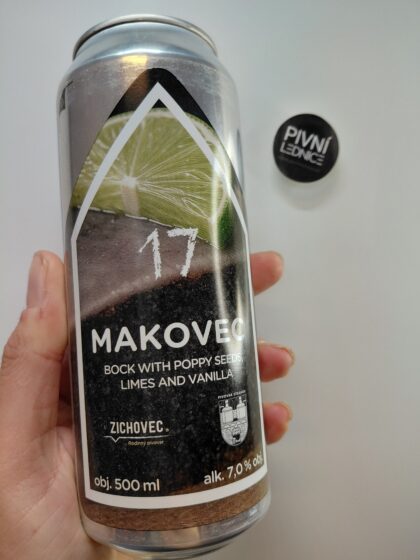 PIVNÍ
LEDNICE
17
MAKOVEC
BOCK WITH POPPY SEEDS,
LIMES AND VANILLA
ZICHOVEC
Rodinný pivovar
obj. 500 ml
alk. 7,0 % obj.